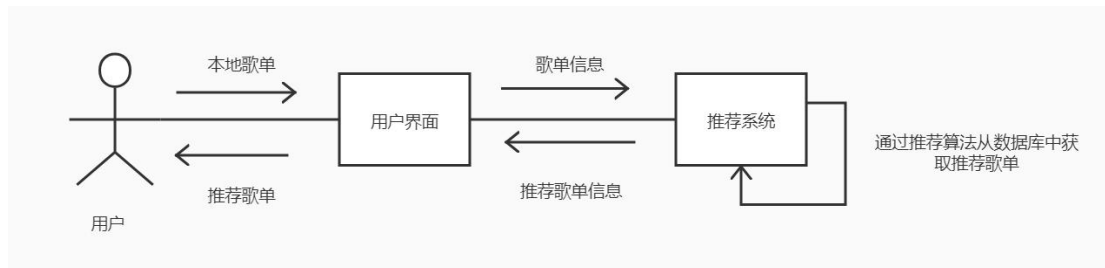 本地歌单
歌单信息
用户界面
推荐系统
通过推荐算法从数据库中获
取推荐歌单
推荐歌单
推荐歌单信息
用户